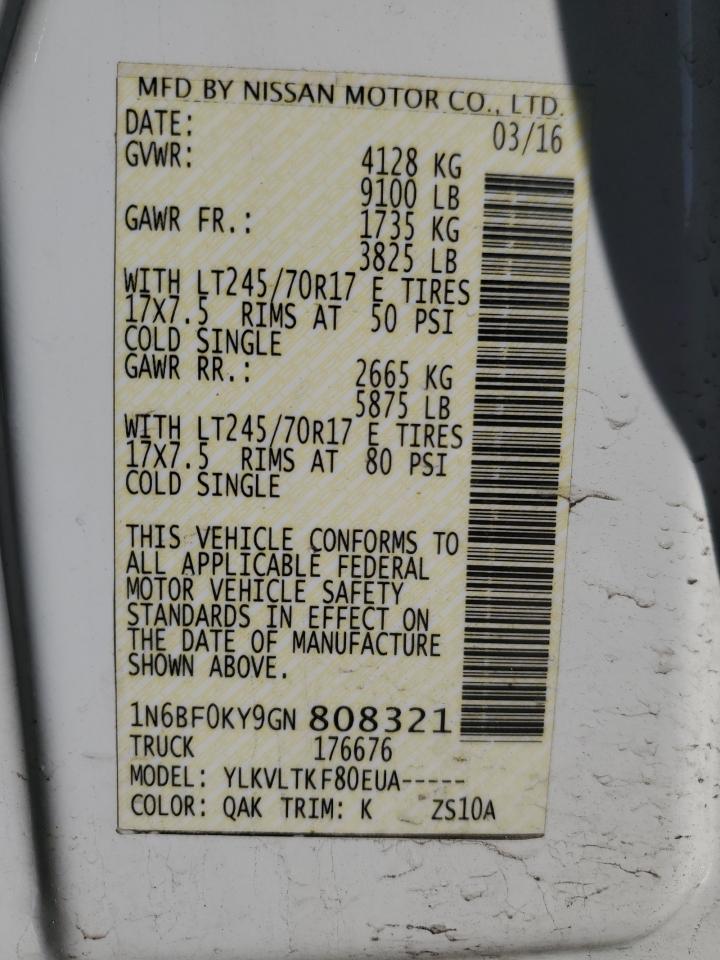 MFD BY NISSAN MOTOR CO., LTD.
DATE: 03/16
GVWR: 4128 KG
9100 LB
GAWR FR.: 1735 KG
3825 LB
WITH LT245/70R17 E TIRES
17X7.5 RIMS AT 50 PSI
COLD SINGLE
GAWR RR.: 2665 KG
5875 LB
WITH LT245/70R17 E TIRES
17X7.5 RIMS AT 80 PSI
COLD SINGLE
THIS VEHICLE CONFORMS TO
ALL APPLICABLE FEDERAL
MOTOR VEHICLE SAFETY
STANDARDS IN EFFECT ON
THE DATE OF MANUFACTURE
SHOWN ABOVE.
1N6BF0KY9GN 808321
TRUCK 176676
MODEL: YLKVLTKF80EUA-----
COLOR: QAK TRIM: K ZS10A